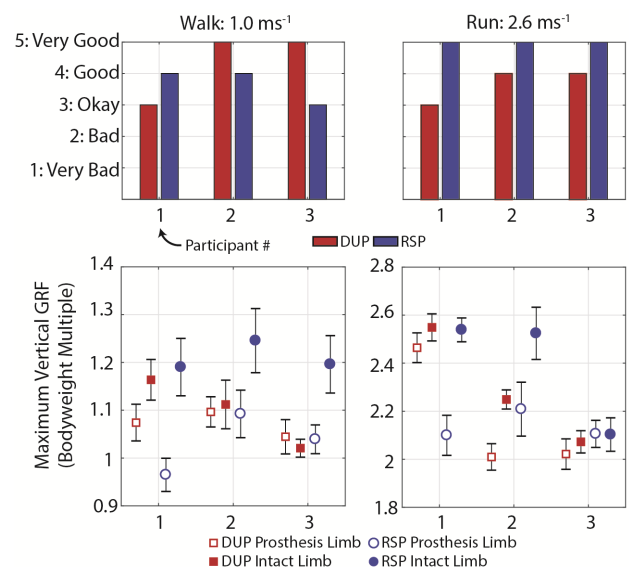 Walk: 1.0 ms-1
Run: 2.6 ms-1
5: Very Good
4: Good
3: Okay
2: Bad
1: Very Bad
1 2 3
1 2 3
Participant #
DUP RSP
Maximum Vertical GRF
(Bodyweight Multiple)
1.4
1.3
1.2
1.1
1
0.9
1 2 3
2.8
2.6
2.4
2.2
2
1.8
1 2 3
DUP Prosthesis Limb RSP Prosthesis Limb
DUP Intact Limb RSP Intact Limb